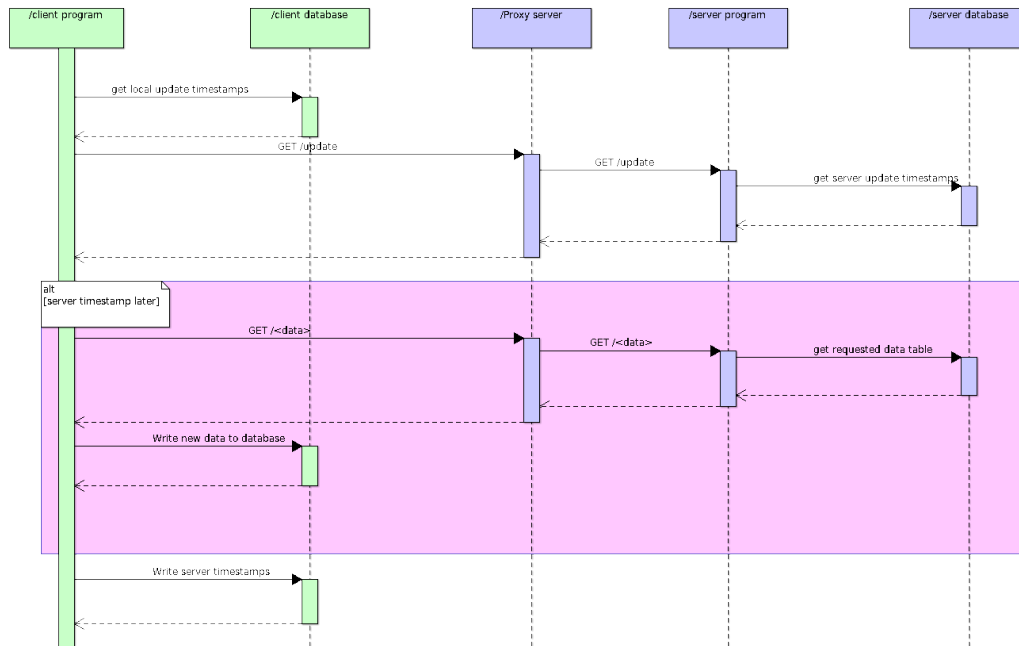 /client program
/client database
/Proxy server
/server program
/server database
get local update timestamps
GET /update
GET /update
get server update timestamps
alt
[server timestamp later]
GET /<data>
GET /<data>
get requested data table
Write new data to database
Write server timestamps